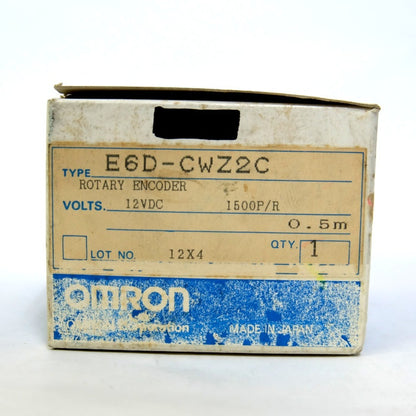 TYPE E6D-CWZ2C
ROTARY ENCODER
VOLTS. 12VDC 1500P/R
0.5m
LOT NO. 12X4 QTY. 1
OMRON
Corporation MADE IN JAPAN